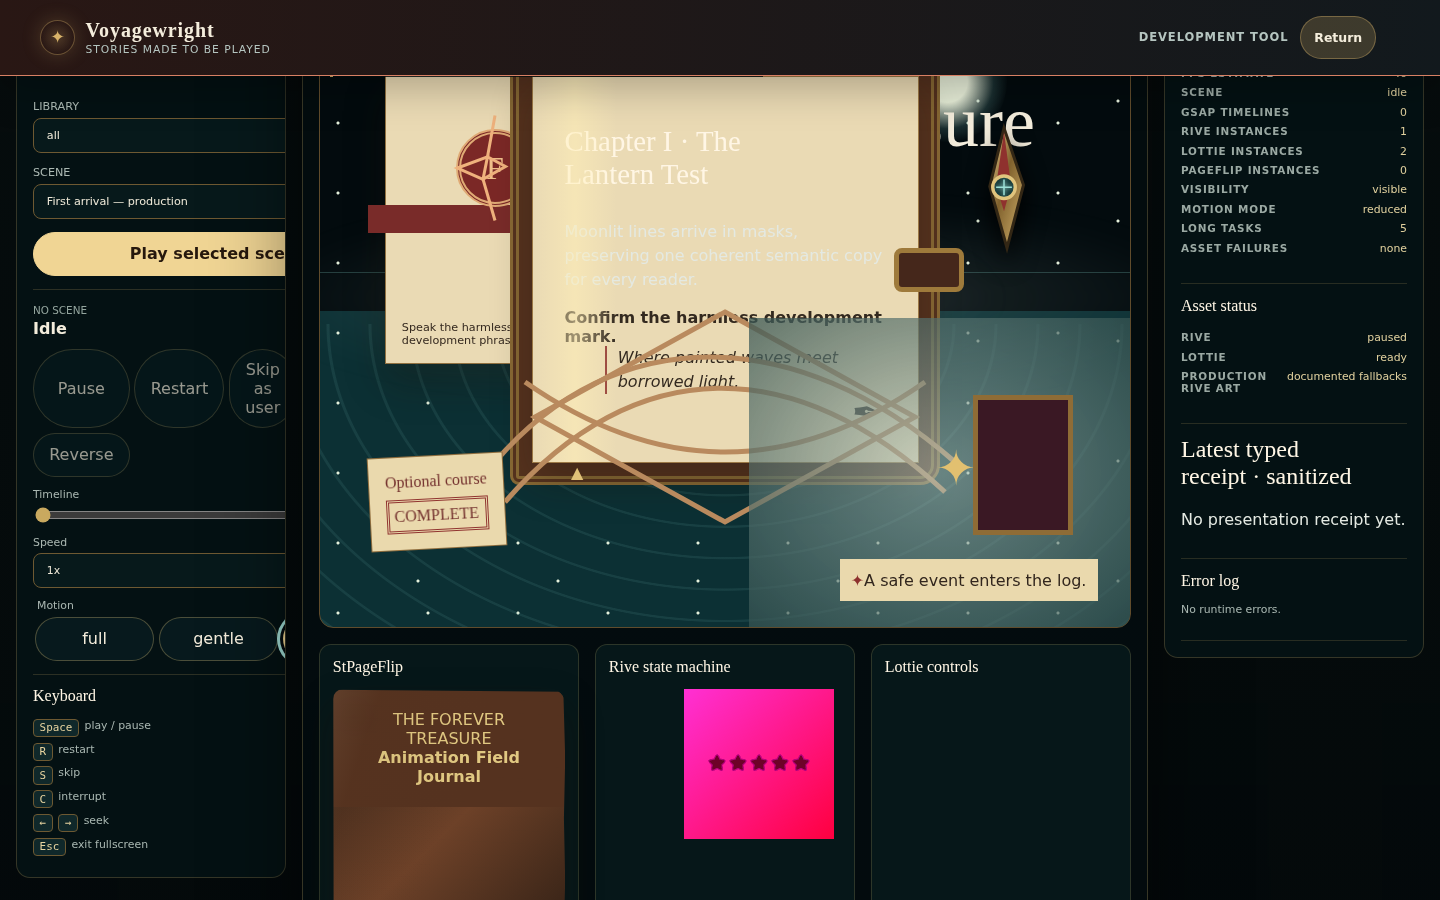 Voyagewright
STORIES MADE TO BE PLAYED
DEVELOPMENT TOOL
Return
LIBRARY
all
SCENE
First arrival — production
Play selected sce
NO SCENE
Idle
Pause
Restart
Skip
as
user
Reverse
Timeline
Speed
1x
Motion
full
gentle
Keyboard
Space play / pause
R restart
S skip
C interrupt
← → seek
Esc exit fullscreen
sure
F
Speak the harmless
development phras
Chapter I · The
Lantern Test
Moonlit lines arrive in masks,
preserving one coherent semantic copy
for every reader.
Confirm the harmless development
mark.
Where painted waves meet
borrowed light.
Optional course
COMPLETE
✦A safe event enters the log.
StPageFlip
THE FOREVER
TREASURE
Animation Field
Journal
Rive state machine
Lottie controls
SCENE idle
GSAP TIMELINES 0
RIVE INSTANCES 1
LOTTIE INSTANCES 2
PAGEFLIP INSTANCES 0
VISIBILITY visible
MOTION MODE reduced
LONG TASKS 5
ASSET FAILURES none
Asset status
RIVE paused
LOTTIE ready
PRODUCTION documented fallbacks
RIVE ART
Latest typed
receipt · sanitized
No presentation receipt yet.
Error log
No runtime errors.